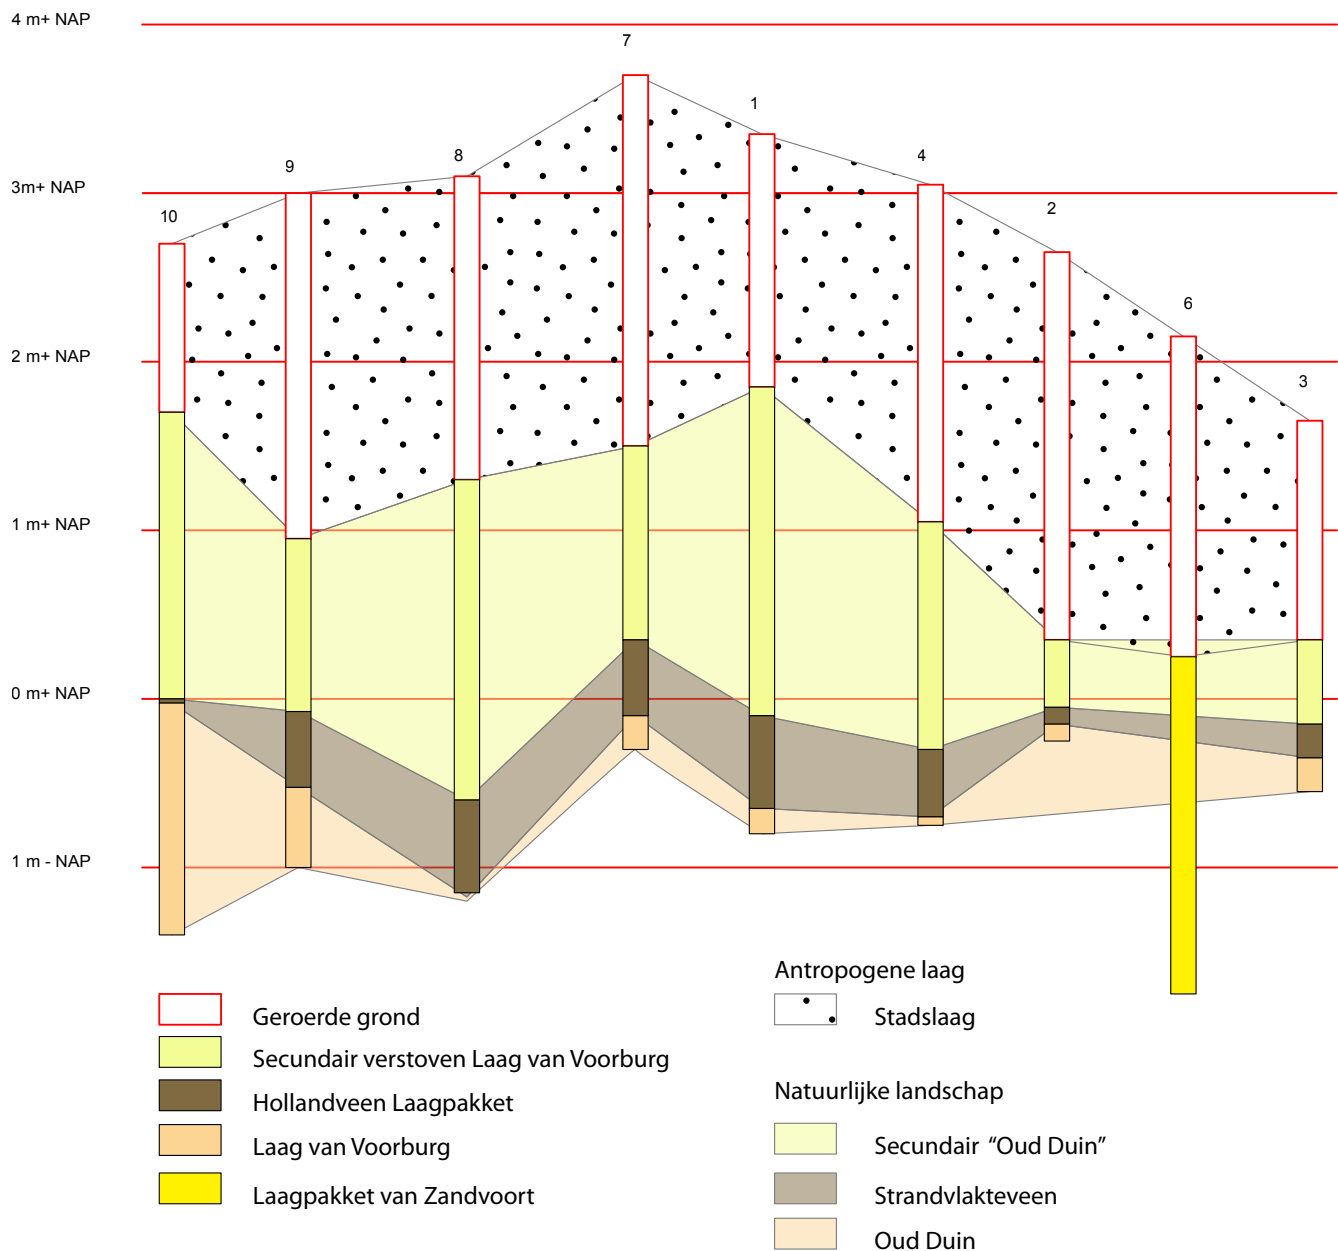 4 m+ NAP
7
1
9
8
4
3m+ NAP
10
2
6
2 m+ NAP
3
1 m+ NAP
0 m+ NAP
1 m - NAP
Geroerde grond
Secundair verstoven Laag van Voorburg
Hollandveen Laagpakket
Laag van Voorburg
Laagpakket van Zandvoort
Antropogene laag
Stadslaag
Natuurlijke landschap
Secundair “Oud Duin”
Strandvlakteveen
Oud Duin